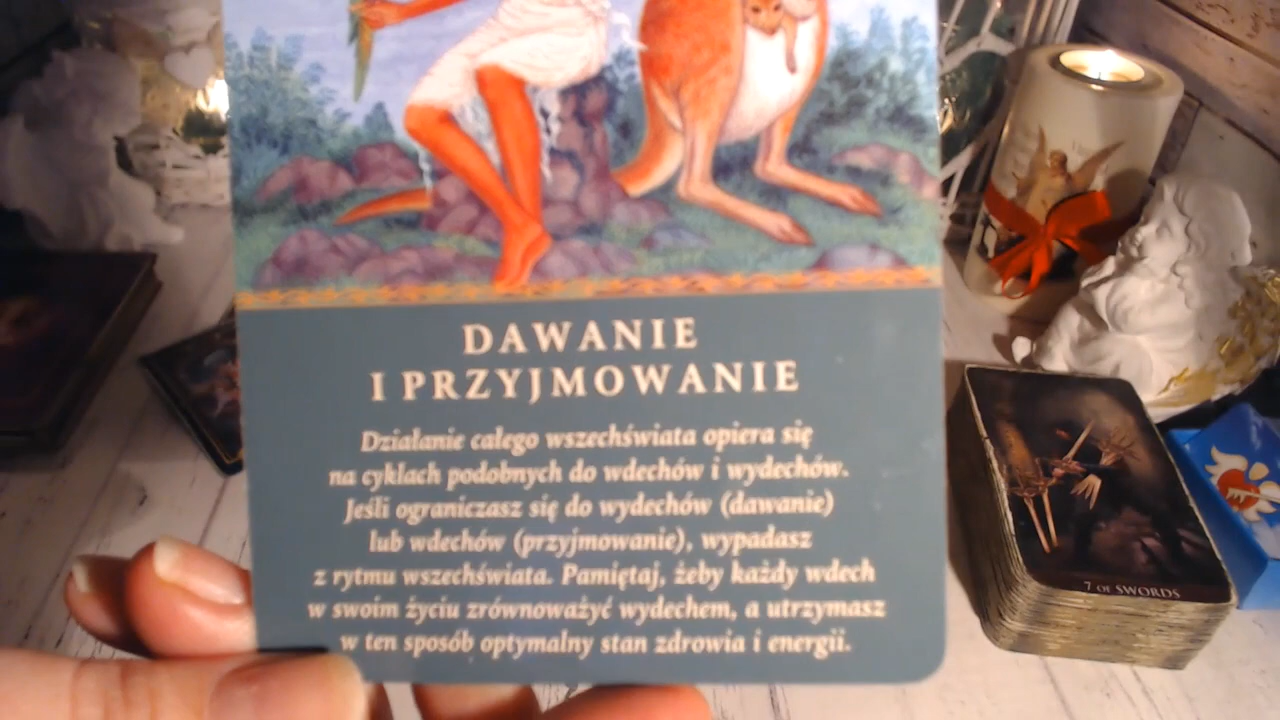 DAWANIE
I PRZYJMOWANIE
Działanie całego wszechświata opiera się
na cyklach podobnych do wdechów i wydechów.
Jeśli ograniczasz się do wydechów (dawanie)
lub wdechów (przyjmowanie), wypadasz
z rytmu wszechświata. Pamiętaj, żeby każdy wdech
w swoim życiu zrównoważyć wydechem, a utrzymasz
w ten sposób optymalny stan zdrowia i energii.
7 OF SWORDS